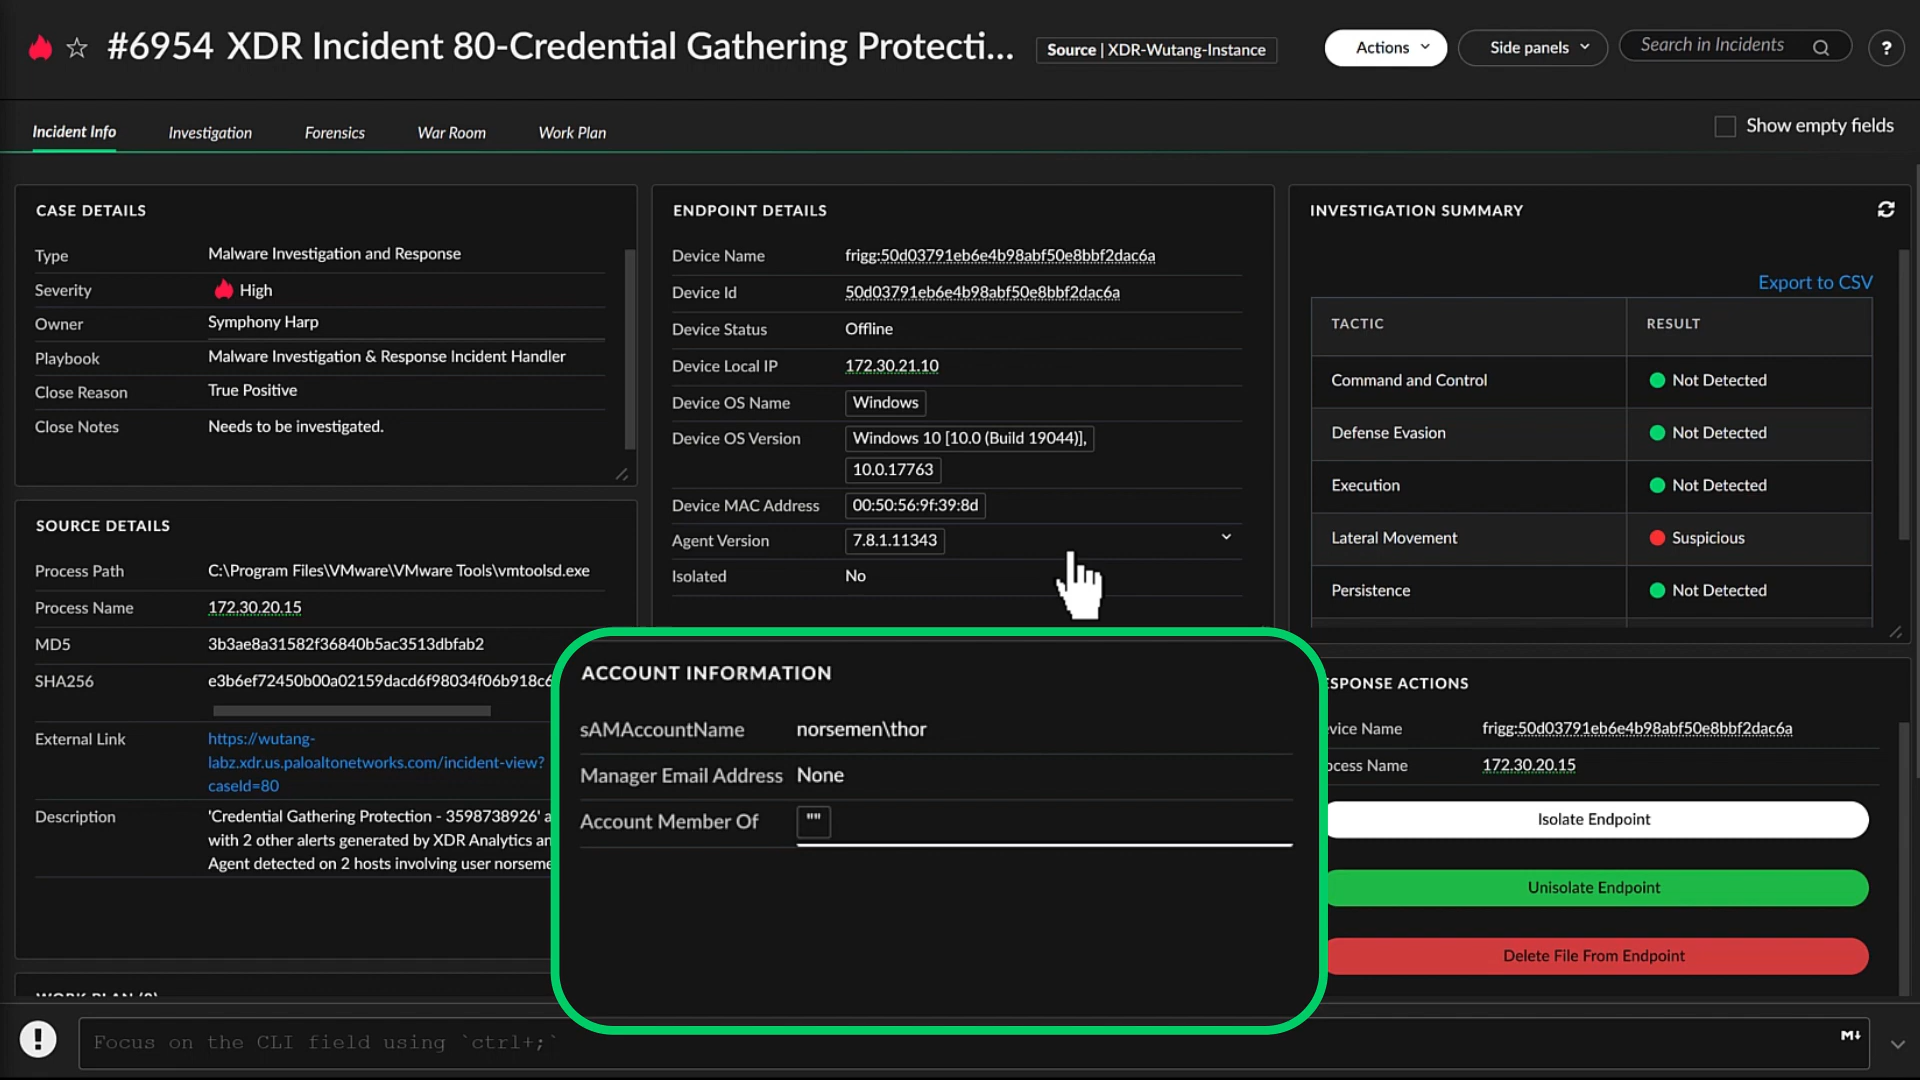 #6954 XDR Incident 80-Credential Gathering Protecti...
Source | XDR-Wutang-Instance
Actions
Side panels
Search in Incidents
?
Incident Info
Investigation
Forensics
War Room
Work Plan
Show empty fields
CASE DETAILS
Type Malware Investigation and Response
Severity High
Owner Symphony Harp
Playbook Malware Investigation & Response Incident Handler
Close Reason True Positive
Close Notes Needs to be investigated.
SOURCE DETAILS
Process Path C:\Program Files\VMware\VMware Tools\vmtoolsd.exe
Process Name 172.30.20.15
MD5 3b3ae8a31582f36840b5ac3513dbfab2
SHA256 e3b6ef72450b00a02159dacd6f98034f06b918c6
External Link https://wutang-
labz.xdr.us.paloaltonetworks.com/incident-view?
caseId=80
Description 'Credential Gathering Protection - 3598738926' a
with 2 other alerts generated by XDR Analytics an
Agent detected on 2 hosts involving user norseme
ENDPOINT DETAILS
Device Name frigg:50d03791eb6e4b98abf50e8bbf2dac6a
Device Id 50d03791eb6e4b98abf50e8bbf2dac6a
Device Status Offline
Device Local IP 172.30.21.10
Device OS Name Windows
Device OS Version Windows 10 [10.0 (Build 19044)],
10.0.17763
Device MAC Address 00:50:56:9f:39:8d
Agent Version 7.8.1.11343
Isolated No
ACCOUNT INFORMATION
sAMAccountName norsemen\thor
Manager Email Address None
Account Member Of ""
INVESTIGATION SUMMARY
Export to CSV
TACTIC RESULT
Command and Control Not Detected
Defense Evasion Not Detected
Execution Not Detected
Lateral Movement Suspicious
Persistence Not Detected
ESPONSE ACTIONS
vice Name frigg:50d03791eb6e4b98abf50e8bbf2dac6a
ocess Name 172.30.20.15
Isolate Endpoint
Unisolate Endpoint
Delete File From Endpoint
Focus on the CLI field using `ctrl+;`
M↓